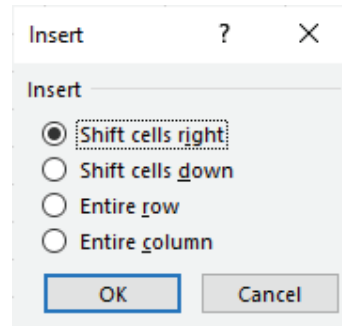 Insert ? ×
Insert
Shift cells right
Shift cells down
Entire row
Entire column
OK Cancel